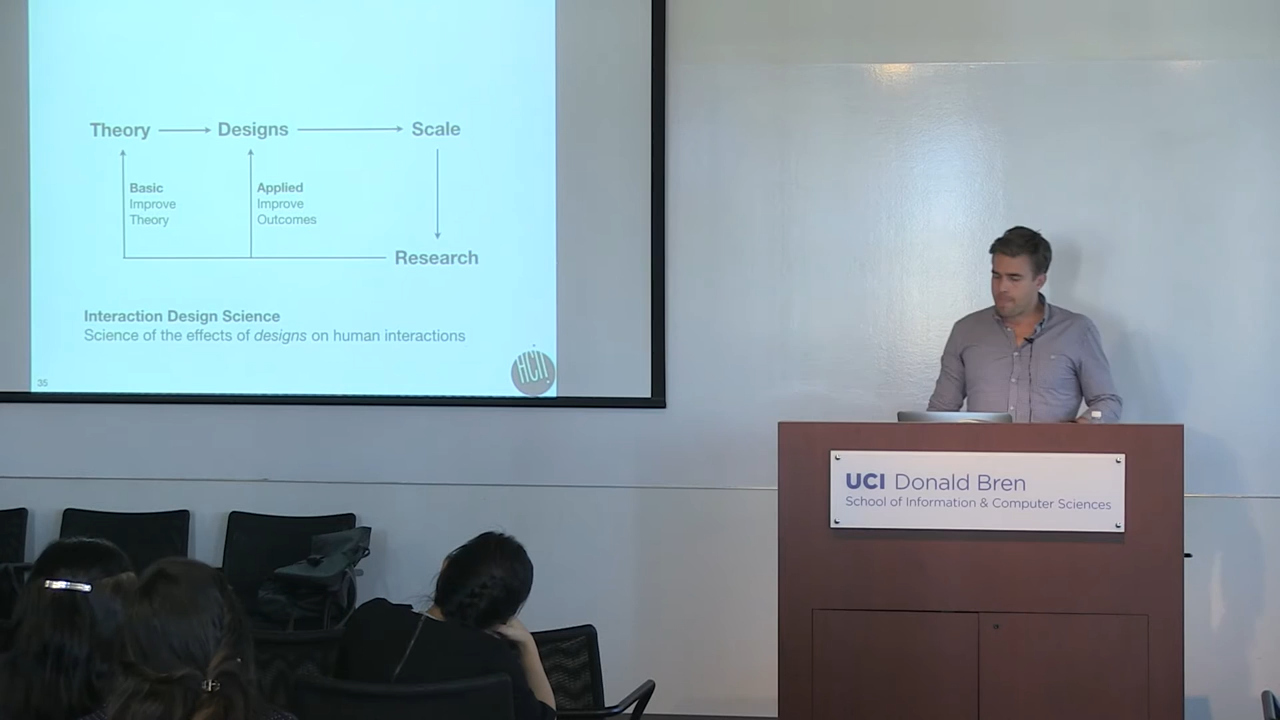 Theory Designs Scale
Basic
Improve
Theory
Applied
Improve
Outcomes
Research
Interaction Design Science
Science of the effects of designs on human interactions
35
HCII
UCI Donald Bren
School of Information & Computer Sciences